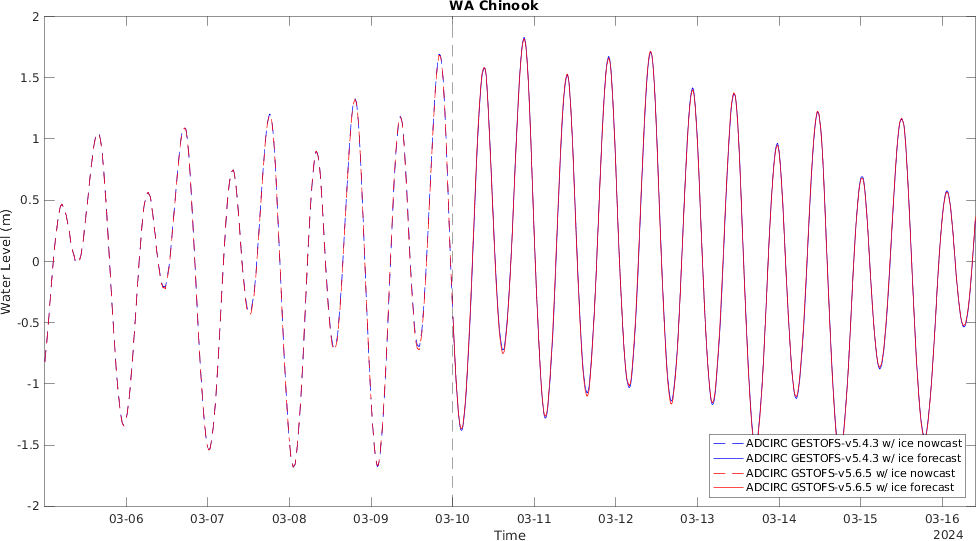 WA Chinook
2
1.5
1
0.5
0
-0.5
-1
-1.5
-2
Water Level (m)
ADCIRC GESTOFS-v5.4.3 w/ ice nowcast
ADCIRC GESTOFS-v5.4.3 w/ ice forecast
ADCIRC GSTOFS-v5.6.5 w/ ice nowcast
ADCIRC GSTOFS-v5.6.5 w/ ice forecast
03-06 03-07 03-08 03-09 03-10 03-11 03-12 03-13 03-14 03-15 03-16
Time
2024